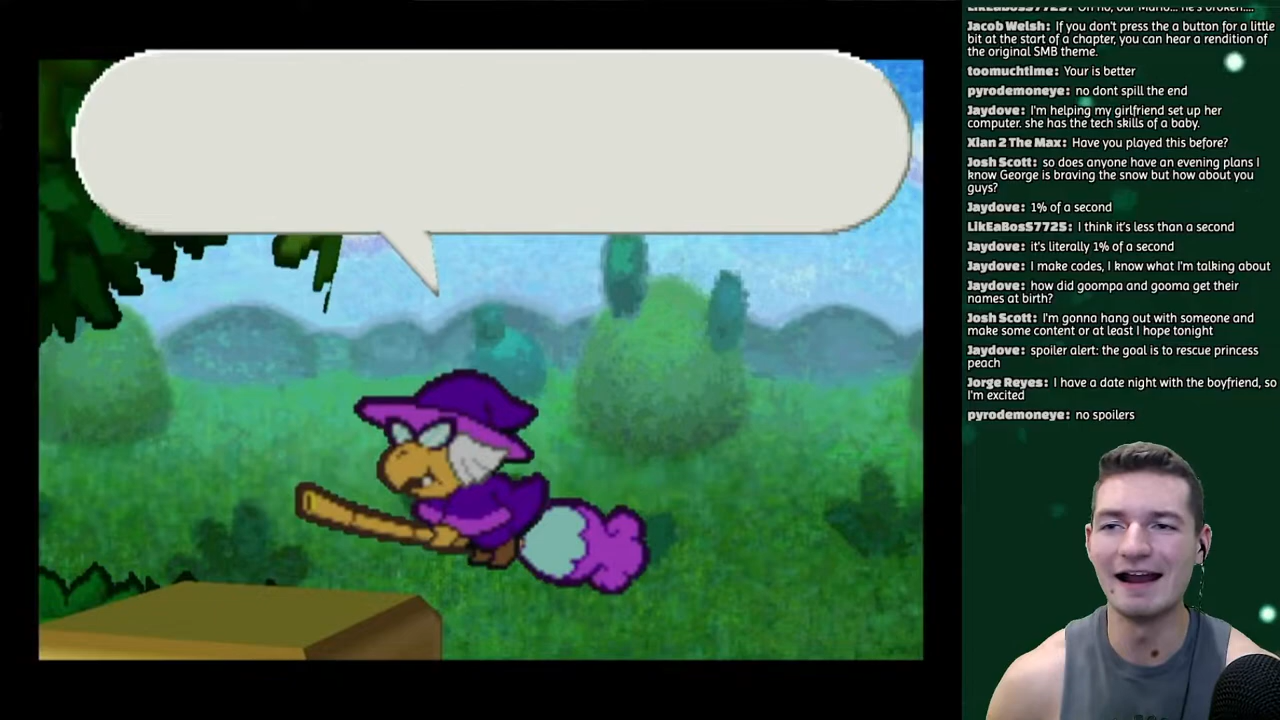 Jacob Welsh: If you don't press the a button for a little
bit at the start of a chapter, you can hear a rendition of
the original SMB theme.
toomuchtime: Your is better
pyrodemoneye: no dont spill the end
Jaydove: I'm helping my girlfriend set up her
computer. she has the tech skills of a baby.
Xian 2 The Max: Have you played this before?
Josh Scott: so does anyone have an evening plans I
know George is braving the snow but how about you
guys?
Jaydove: 1% of a second
LikEaBosS7725: I think it's less than a second
Jaydove: it's literally 1% of a second
Jaydove: I make codes, I know what I'm talking about
Jaydove: how did goompa and gooma get their
names at birth?
Josh Scott: I'm gonna hang out with someone and
make some content or at least I hope tonight
Jaydove: spoiler alert: the goal is to rescue princess
peach
Jorge Reyes: I have a date night with the boyfriend, so
I'm excited
pyrodemoneye: no spoilers